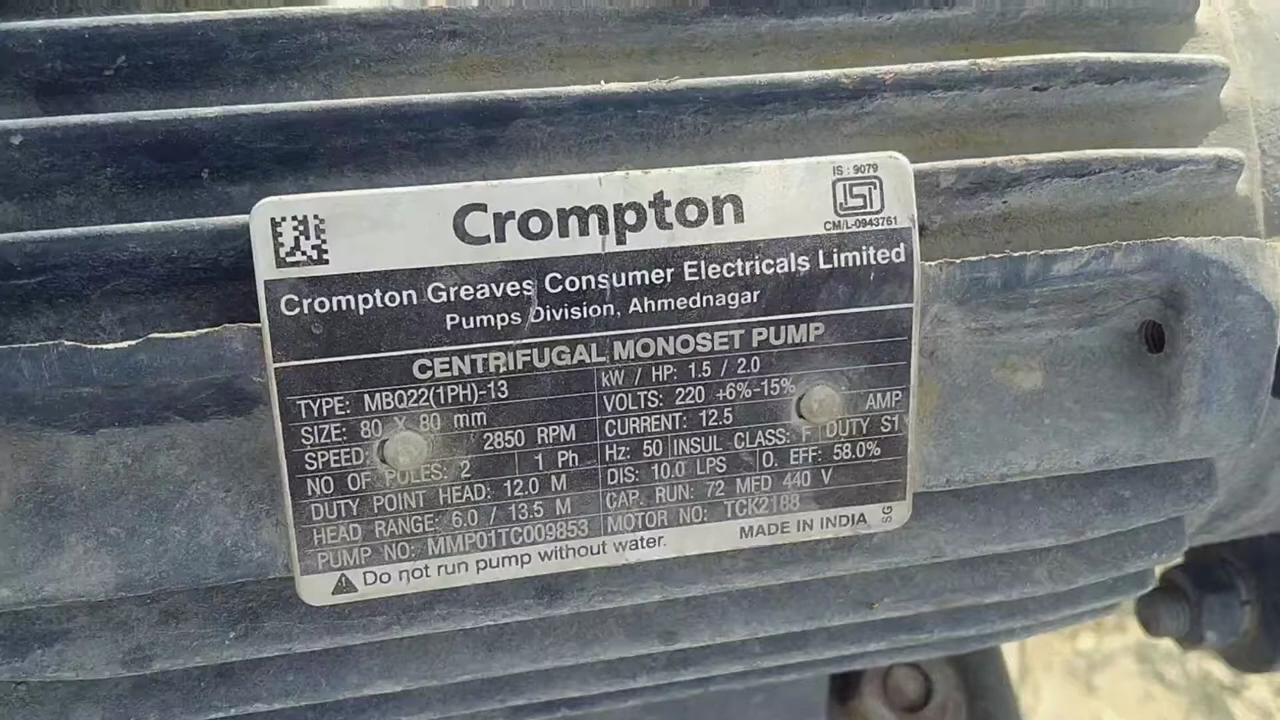 IS : 9079
ISI
Crompton
CM/L-0943761
Crompton Greaves Consumer Electricals Limited
Pumps Division, Ahmednagar
CENTRIFUGAL MONOSET PUMP
TYPE: MBQ22(1PH)-13
kW / HP: 1.5 / 2.0
SIZE: 80 X 80 mm
VOLTS: 220 +6%-15%
SPEED: 2850 RPM
CURRENT: 12.5 AMP
NO OF POLES: 2 1 Ph
Hz: 50 INSUL CLASS: F DUTY S1
DUTY POINT HEAD: 12.0 M
DIS: 10.0 LPS O. EFF: 58.0%
HEAD RANGE: 6.0 / 13.5 M
CAP. RUN: 72 MFD 440 V
PUMP NO: MMP01TC009853
MOTOR NO: TCK2188
Do not run pump without water.
MADE IN INDIA
SG